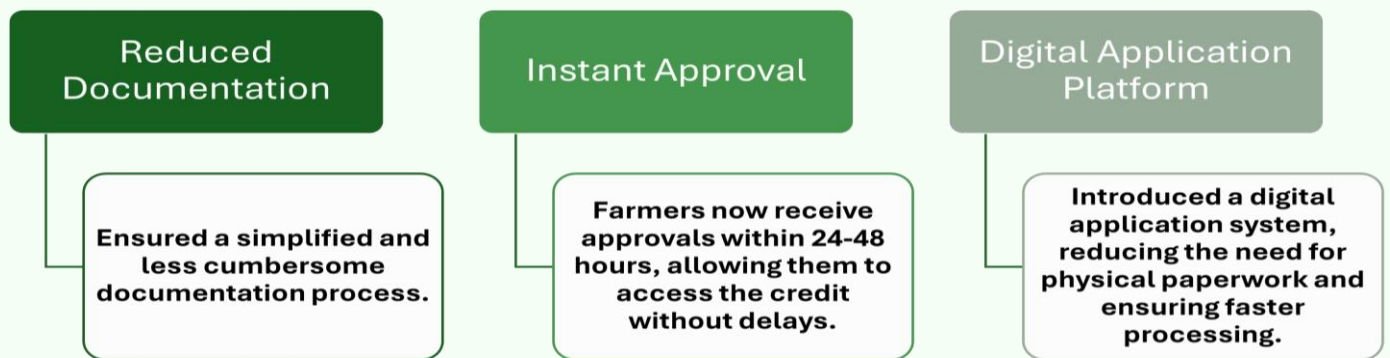 Reduced
Documentation
Ensured a simplified and
less cumbersome
documentation process.
Instant Approval
Farmers now receive
approvals within 24-48
hours, allowing them to
access the credit
without delays.
Digital Application
Platform
Introduced a digital
application system,
reducing the need for
physical paperwork and
ensuring faster
processing.